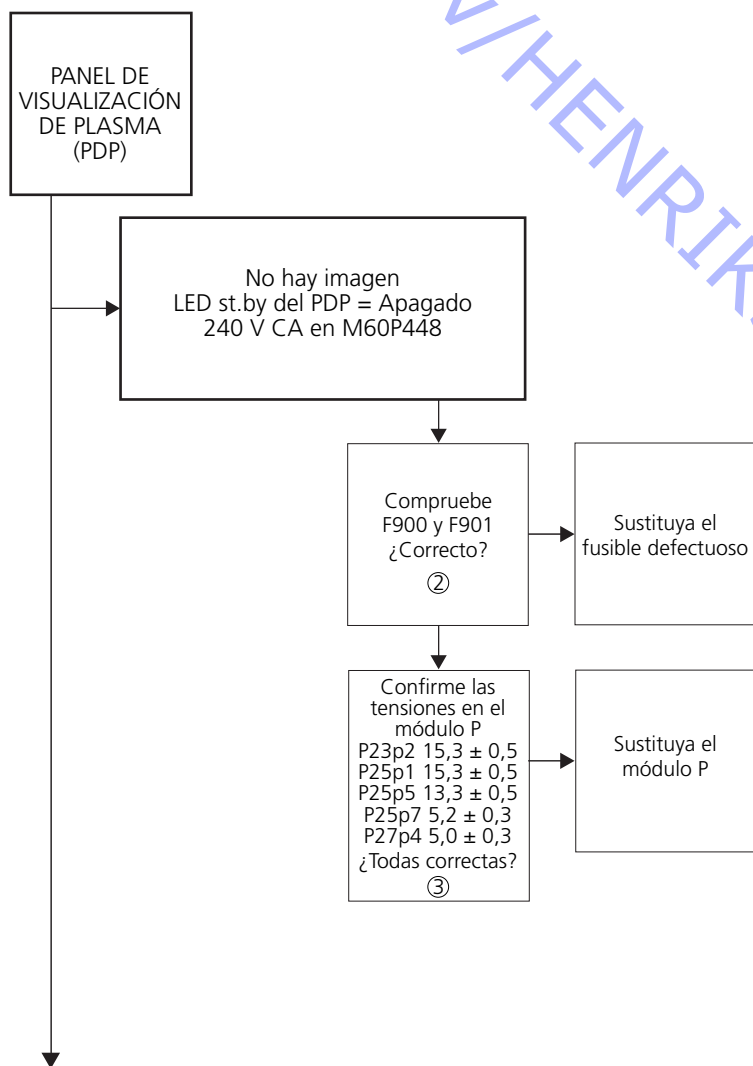 PANEL DE
VISUALIZACIÓN
DE PLASMA
(PDP)
No hay imagen
LED st.by del PDP = Apagado
240 V CA en M60P448
Compruebe
F900 y F901
¿Correcto?
②
Sustituya el
fusible defectuoso
Confirme las
tensiones en el
módulo P
P23p2 15,3 ± 0,5
P25p1 15,3 ± 0,5
P25p5 13,3 ± 0,5
P25p7 5,2 ± 0,3
P27p4 5,0 ± 0,3
¿Todas correctas?
③
Sustituya el
módulo P